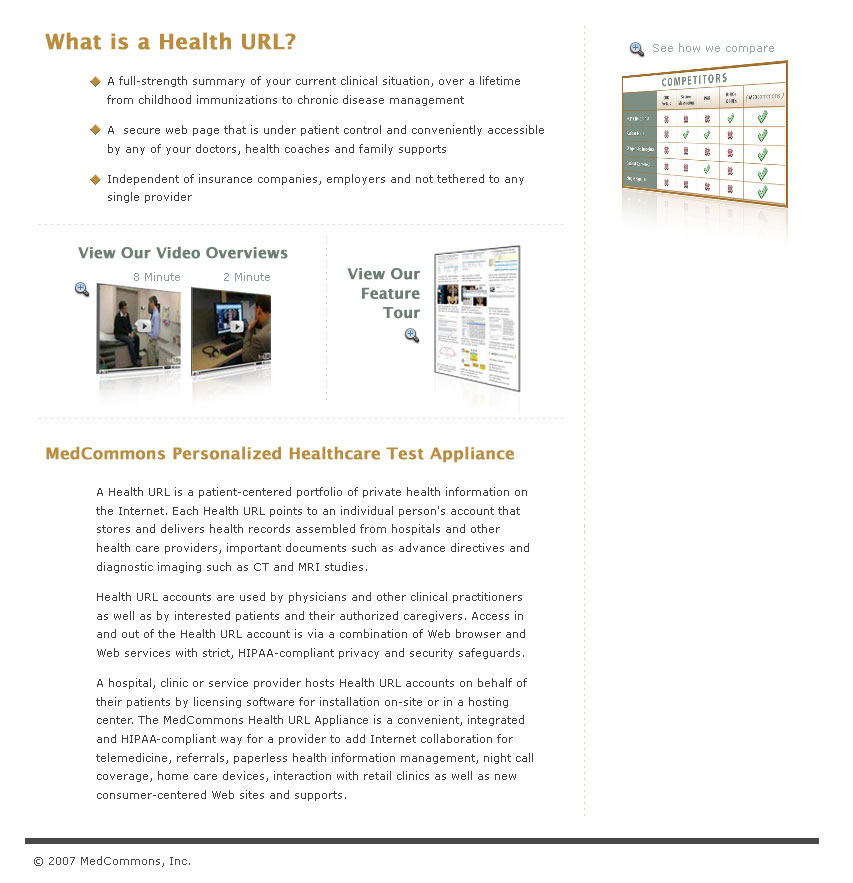 What is a Health URL?
A full-strength summary of your current clinical situation, over a lifetime
from childhood immunizations to chronic disease management
A secure web page that is under patient control and conveniently accessible
by any of your doctors, health coaches and family supports
Independent of insurance companies, employers and not tethered to any
single provider
View Our Video Overviews
8 Minute 2 Minute
View Our
Feature
Tour
MedCommons Personalized Healthcare Test Appliance
A Health URL is a patient-centered portfolio of private health information on
the Internet. Each Health URL points to an individual person's account that
stores and delivers health records assembled from hospitals and other
health care providers, important documents such as advance directives and
diagnostic imaging such as CT and MRI studies.
Health URL accounts are used by physicians and other clinical practitioners
as well as by interested patients and their authorized caregivers. Access in
and out of the Health URL account is via a combination of Web browser and
Web services with strict, HIPAA-compliant privacy and security safeguards.
A hospital, clinic or service provider hosts Health URL accounts on behalf of
their patients by licensing software for installation on-site or in a hosting
center. The MedCommons Health URL Appliance is a convenient, integrated
and HIPAA-compliant way for a provider to add Internet collaboration for
telemedicine, referrals, paperless health information management, night call
coverage, home care devices, interaction with retail clinics as well as new
consumer-centered Web sites and supports.
See how we compare
COMPETITORS
© 2007 MedCommons, Inc.